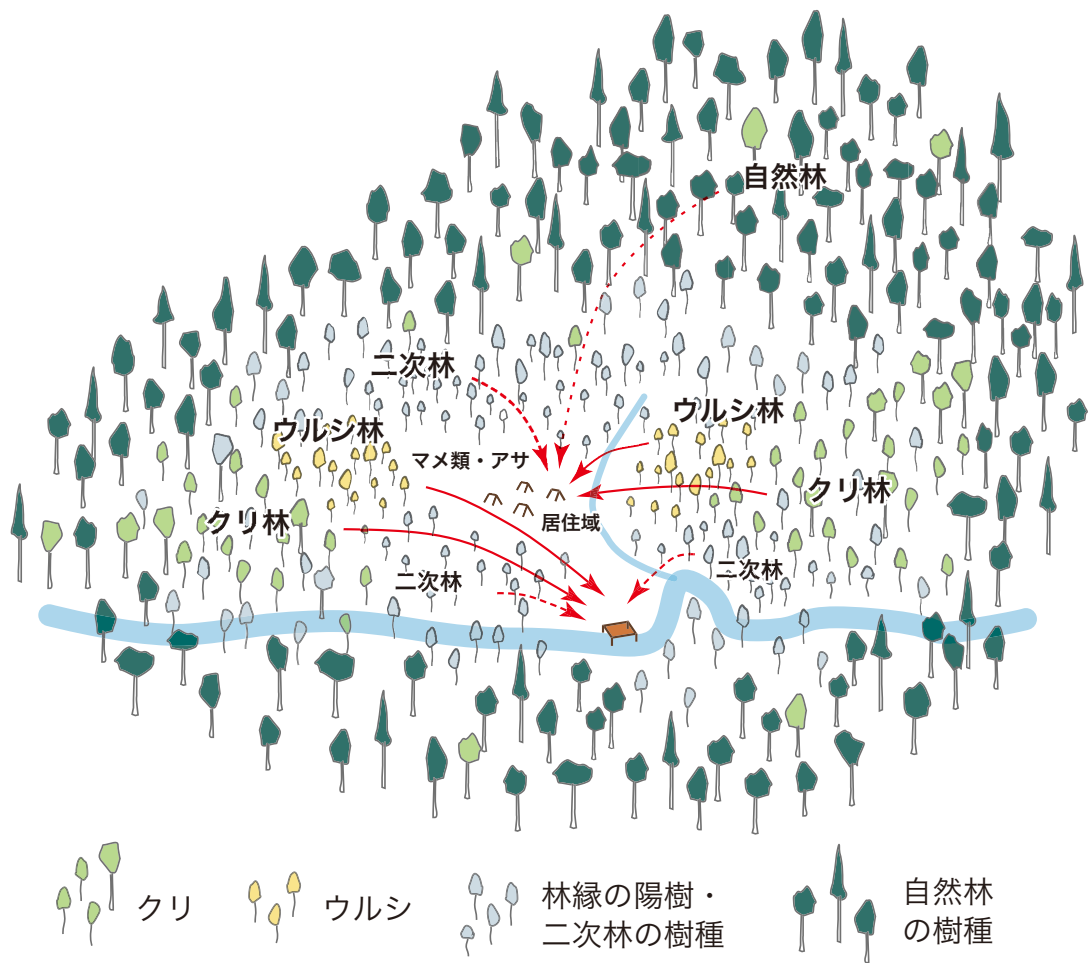 自然林
二次林
ウルシ林
ウルシ林
マメ類・アサ
クリ林
クリ林
居住域
二次林
二次林
クリ
ウルシ
林縁の陽樹・
二次林の樹種
自然林
の樹種